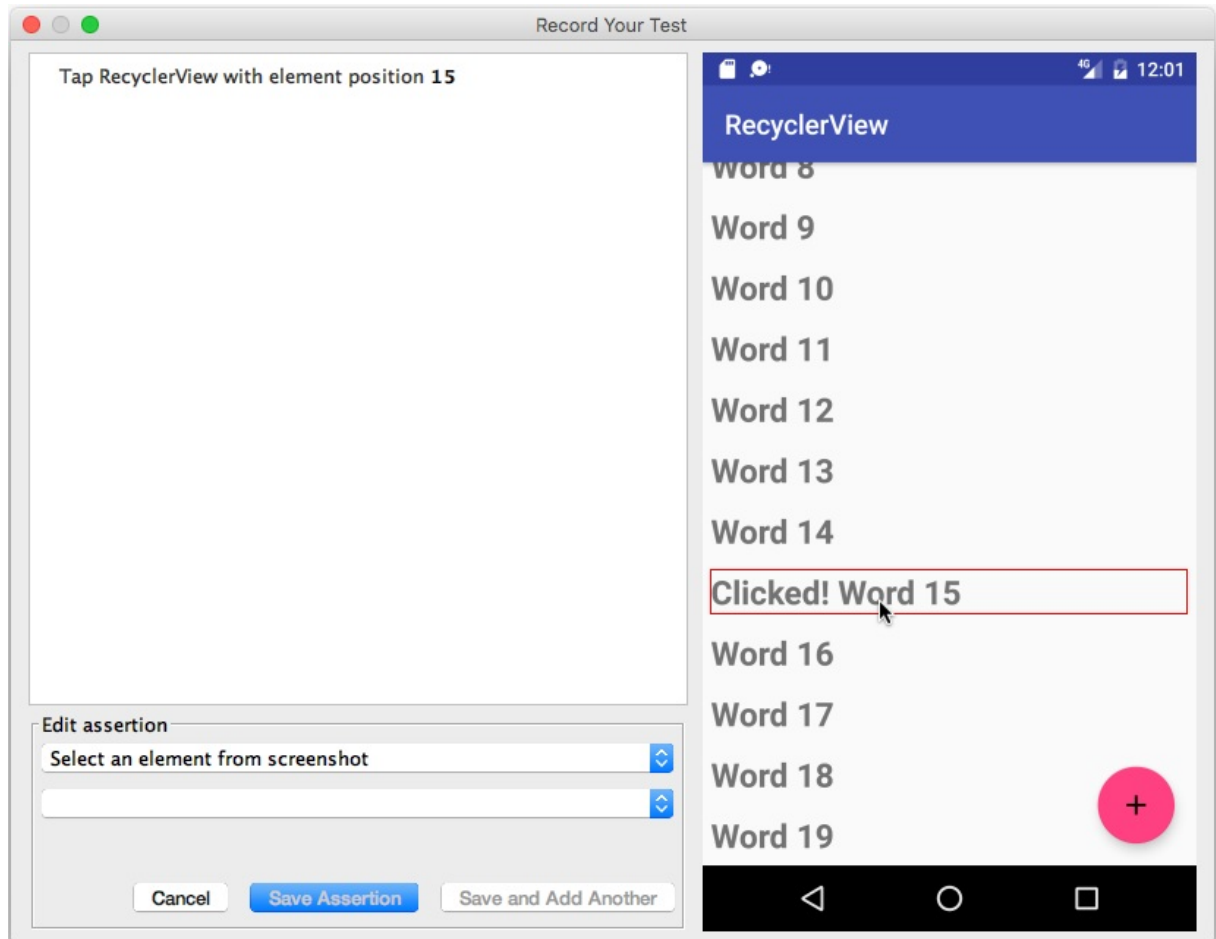 Record Your Test
Tap RecyclerView with element position 15
4G 12:01
RecyclerView
Word 8
Word 9
Word 10
Word 11
Word 12
Word 13
Word 14
Clicked! Word 15
Word 16
Word 17
Word 18
Word 19
+
Edit assertion
Select an element from screenshot
Cancel
Save Assertion
Save and Add Another